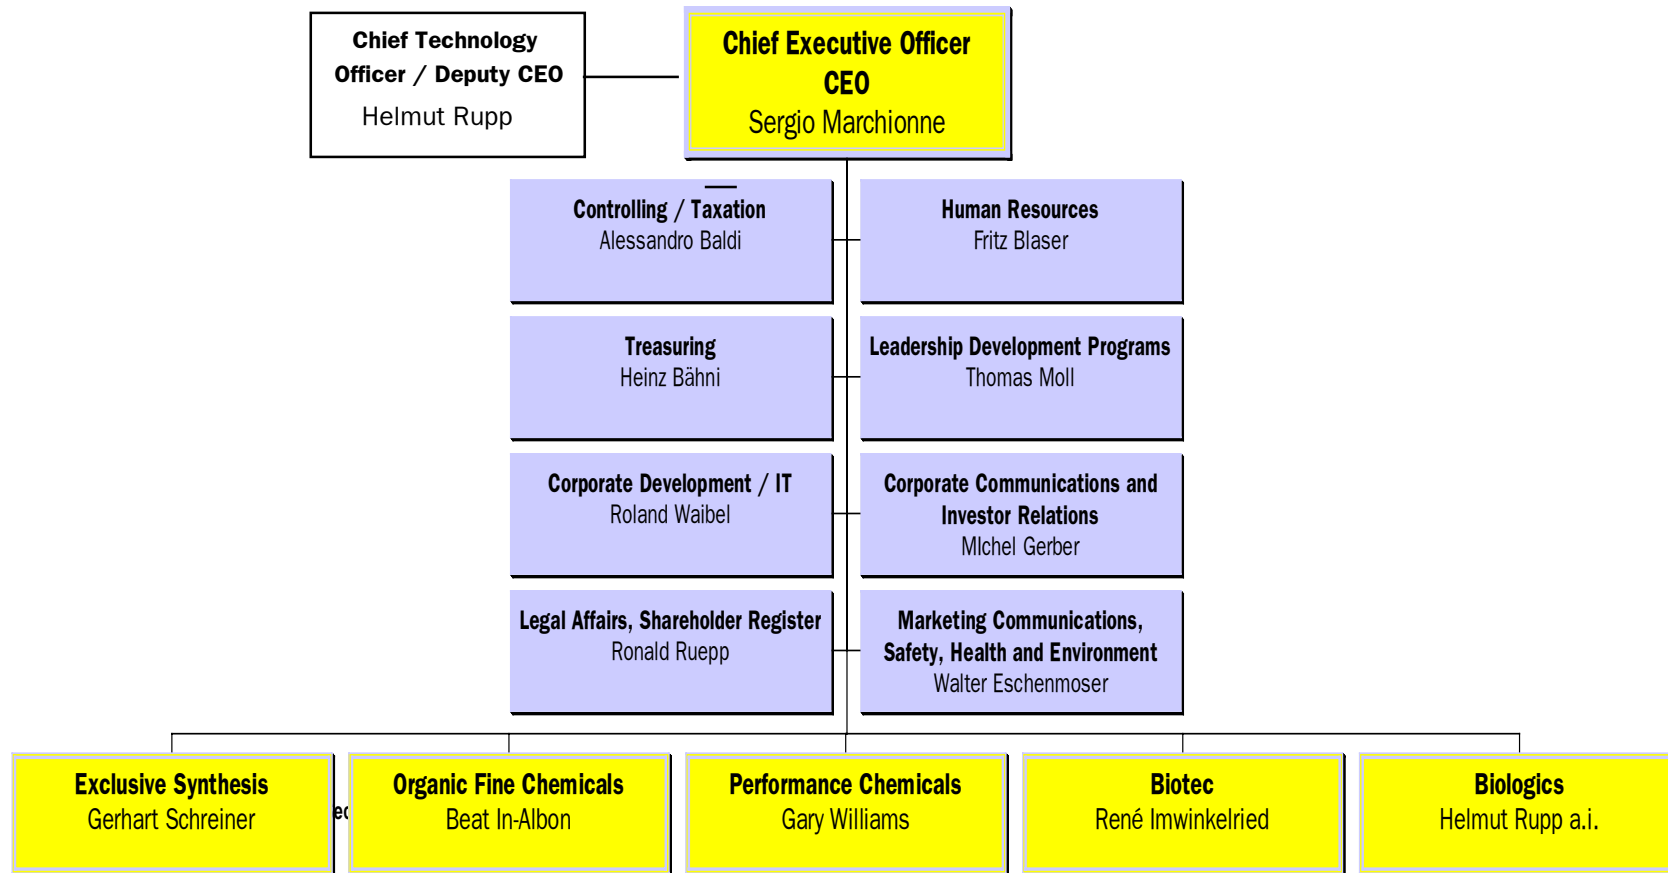 Chief Technology
Officer / Deputy CEO
Helmut Rupp
Chief Executive Officer
CEO
Sergio Marchionne
Controlling / Taxation
Alessandro Baldi
Human Resources
Fritz Blaser
Treasuring
Heinz Bähni
Leadership Development Programs
Thomas Moll
Corporate Development / IT
Roland Waibel
Corporate Communications and
Investor Relations
MIchel Gerber
Legal Affairs, Shareholder Register
Ronald Ruepp
Marketing Communications,
Safety, Health and Environment
Walter Eschenmoser
Exclusive Synthesis
Gerhart Schreiner
Organic Fine Chemicals
Beat In-Albon
Performance Chemicals
Gary Williams
Biotec
René Imwinkelried
Biologics
Helmut Rupp a.i.